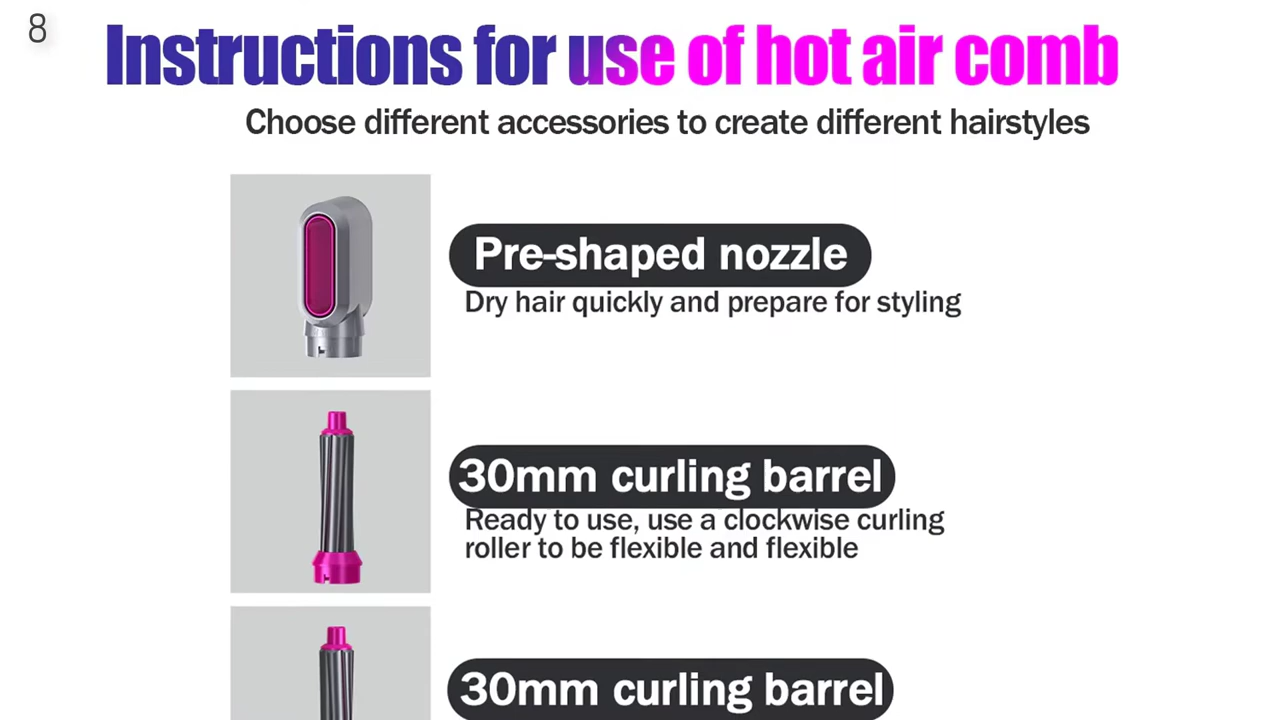 8
Instructions for use of hot air comb
Choose different accessories to create different hairstyles
Pre-shaped nozzle
Dry hair quickly and prepare for styling
30mm curling barrel
Ready to use, use a clockwise curling
roller to be flexible and flexible
30mm curling barrel